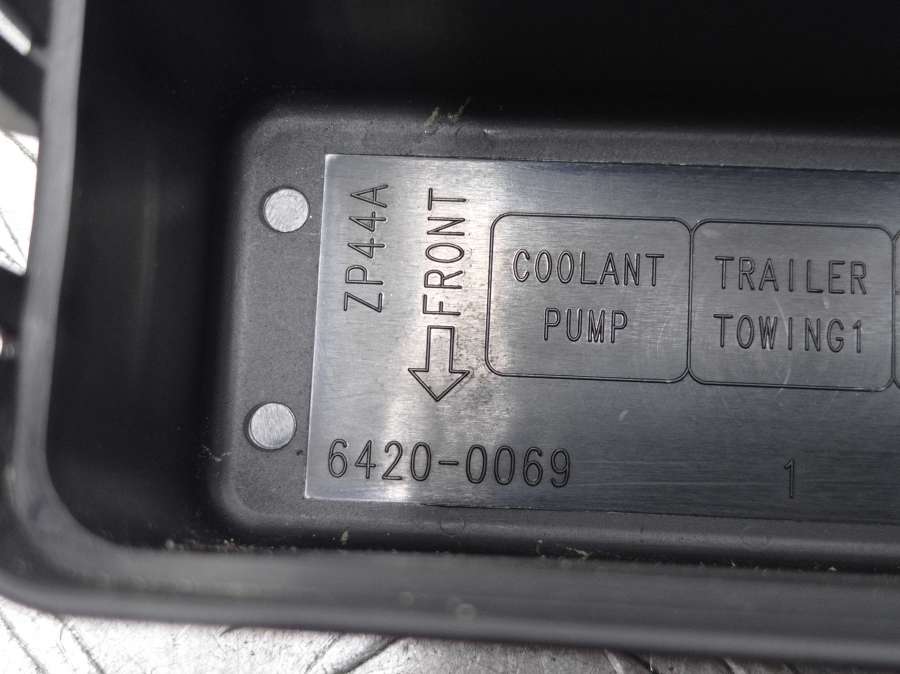 ZP44A
FRONT
COOLANT
PUMP
TRAILER
TOWING1
6420-0069
1